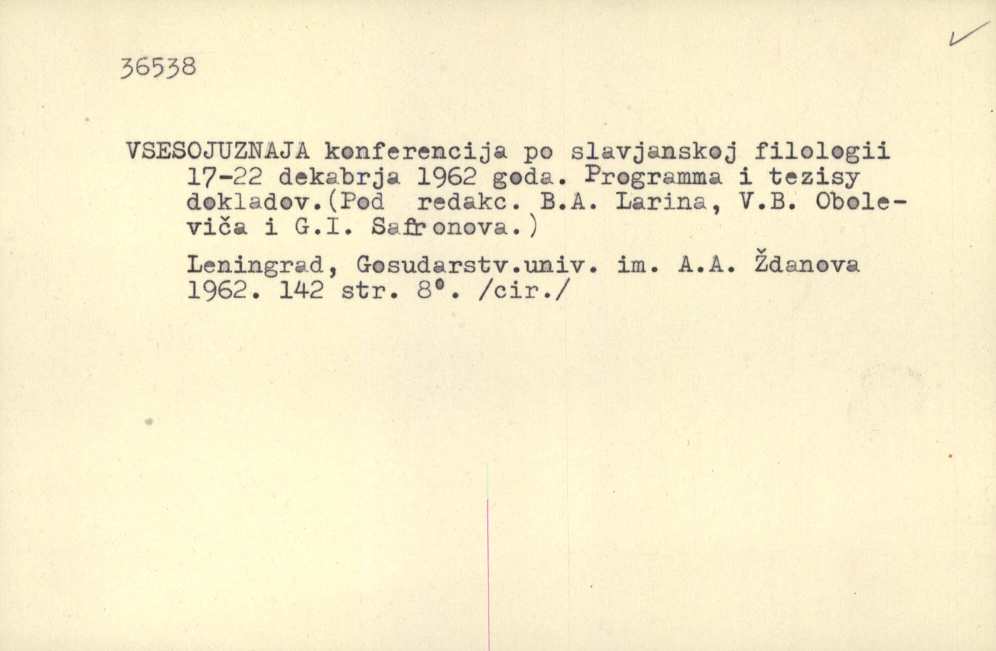 36538
VSESOJUZNAJA konferencija po slavjanskoj filologii
17-22 dekabrja 1962 goda. Programma i tezisy
dokladov.(Pod redakc. B.A. Larina, V.B. Obole-
viča i G.I. Safronova.)
Leningrad, Gosudarstv.univ. im. A.A. Ždanova
1962. 142 str. 8°. /cir./